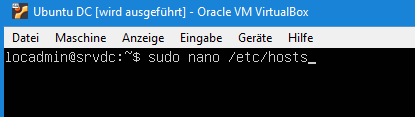 Ubuntu DC [wird ausgeführt] - Oracle VM VirtualBox
Datei Maschine Anzeige Eingabe Geräte Hilfe
locadmin@srvdc:~$ sudo nano /etc/hosts_